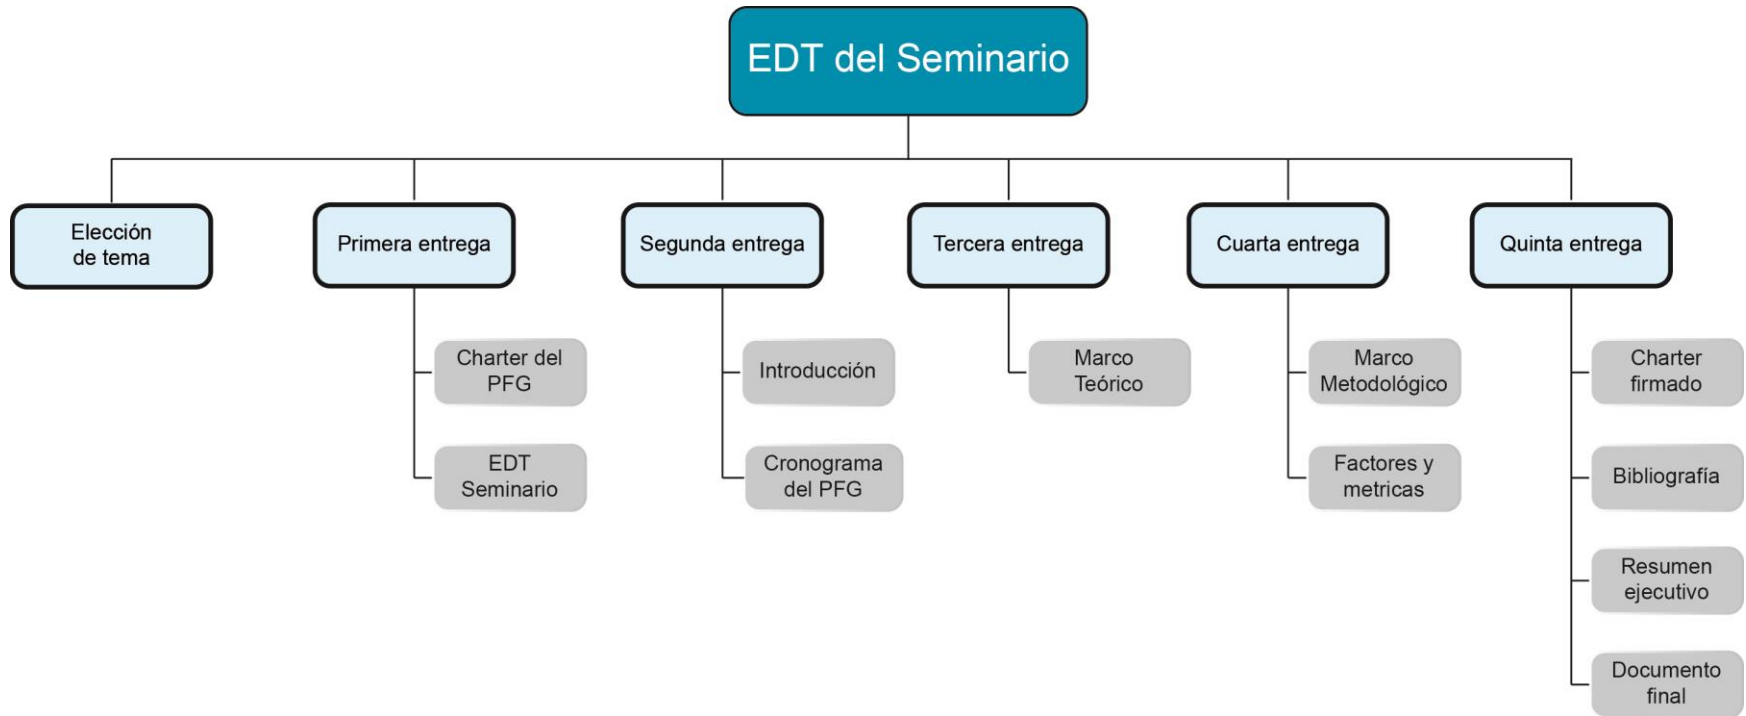 EDT del Seminario
Elección
de tema
Primera entrega
Segunda entrega
Tercera entrega
Cuarta entrega
Quinta entrega
Charter del
PFG
EDT
Seminario
Introducción
Cronograma
del PFG
Marco
Teórico
Marco
Metodológico
Factores y
metricas
Charter
firmado
Bibliografía
Resumen
ejecutivo
Documento
final